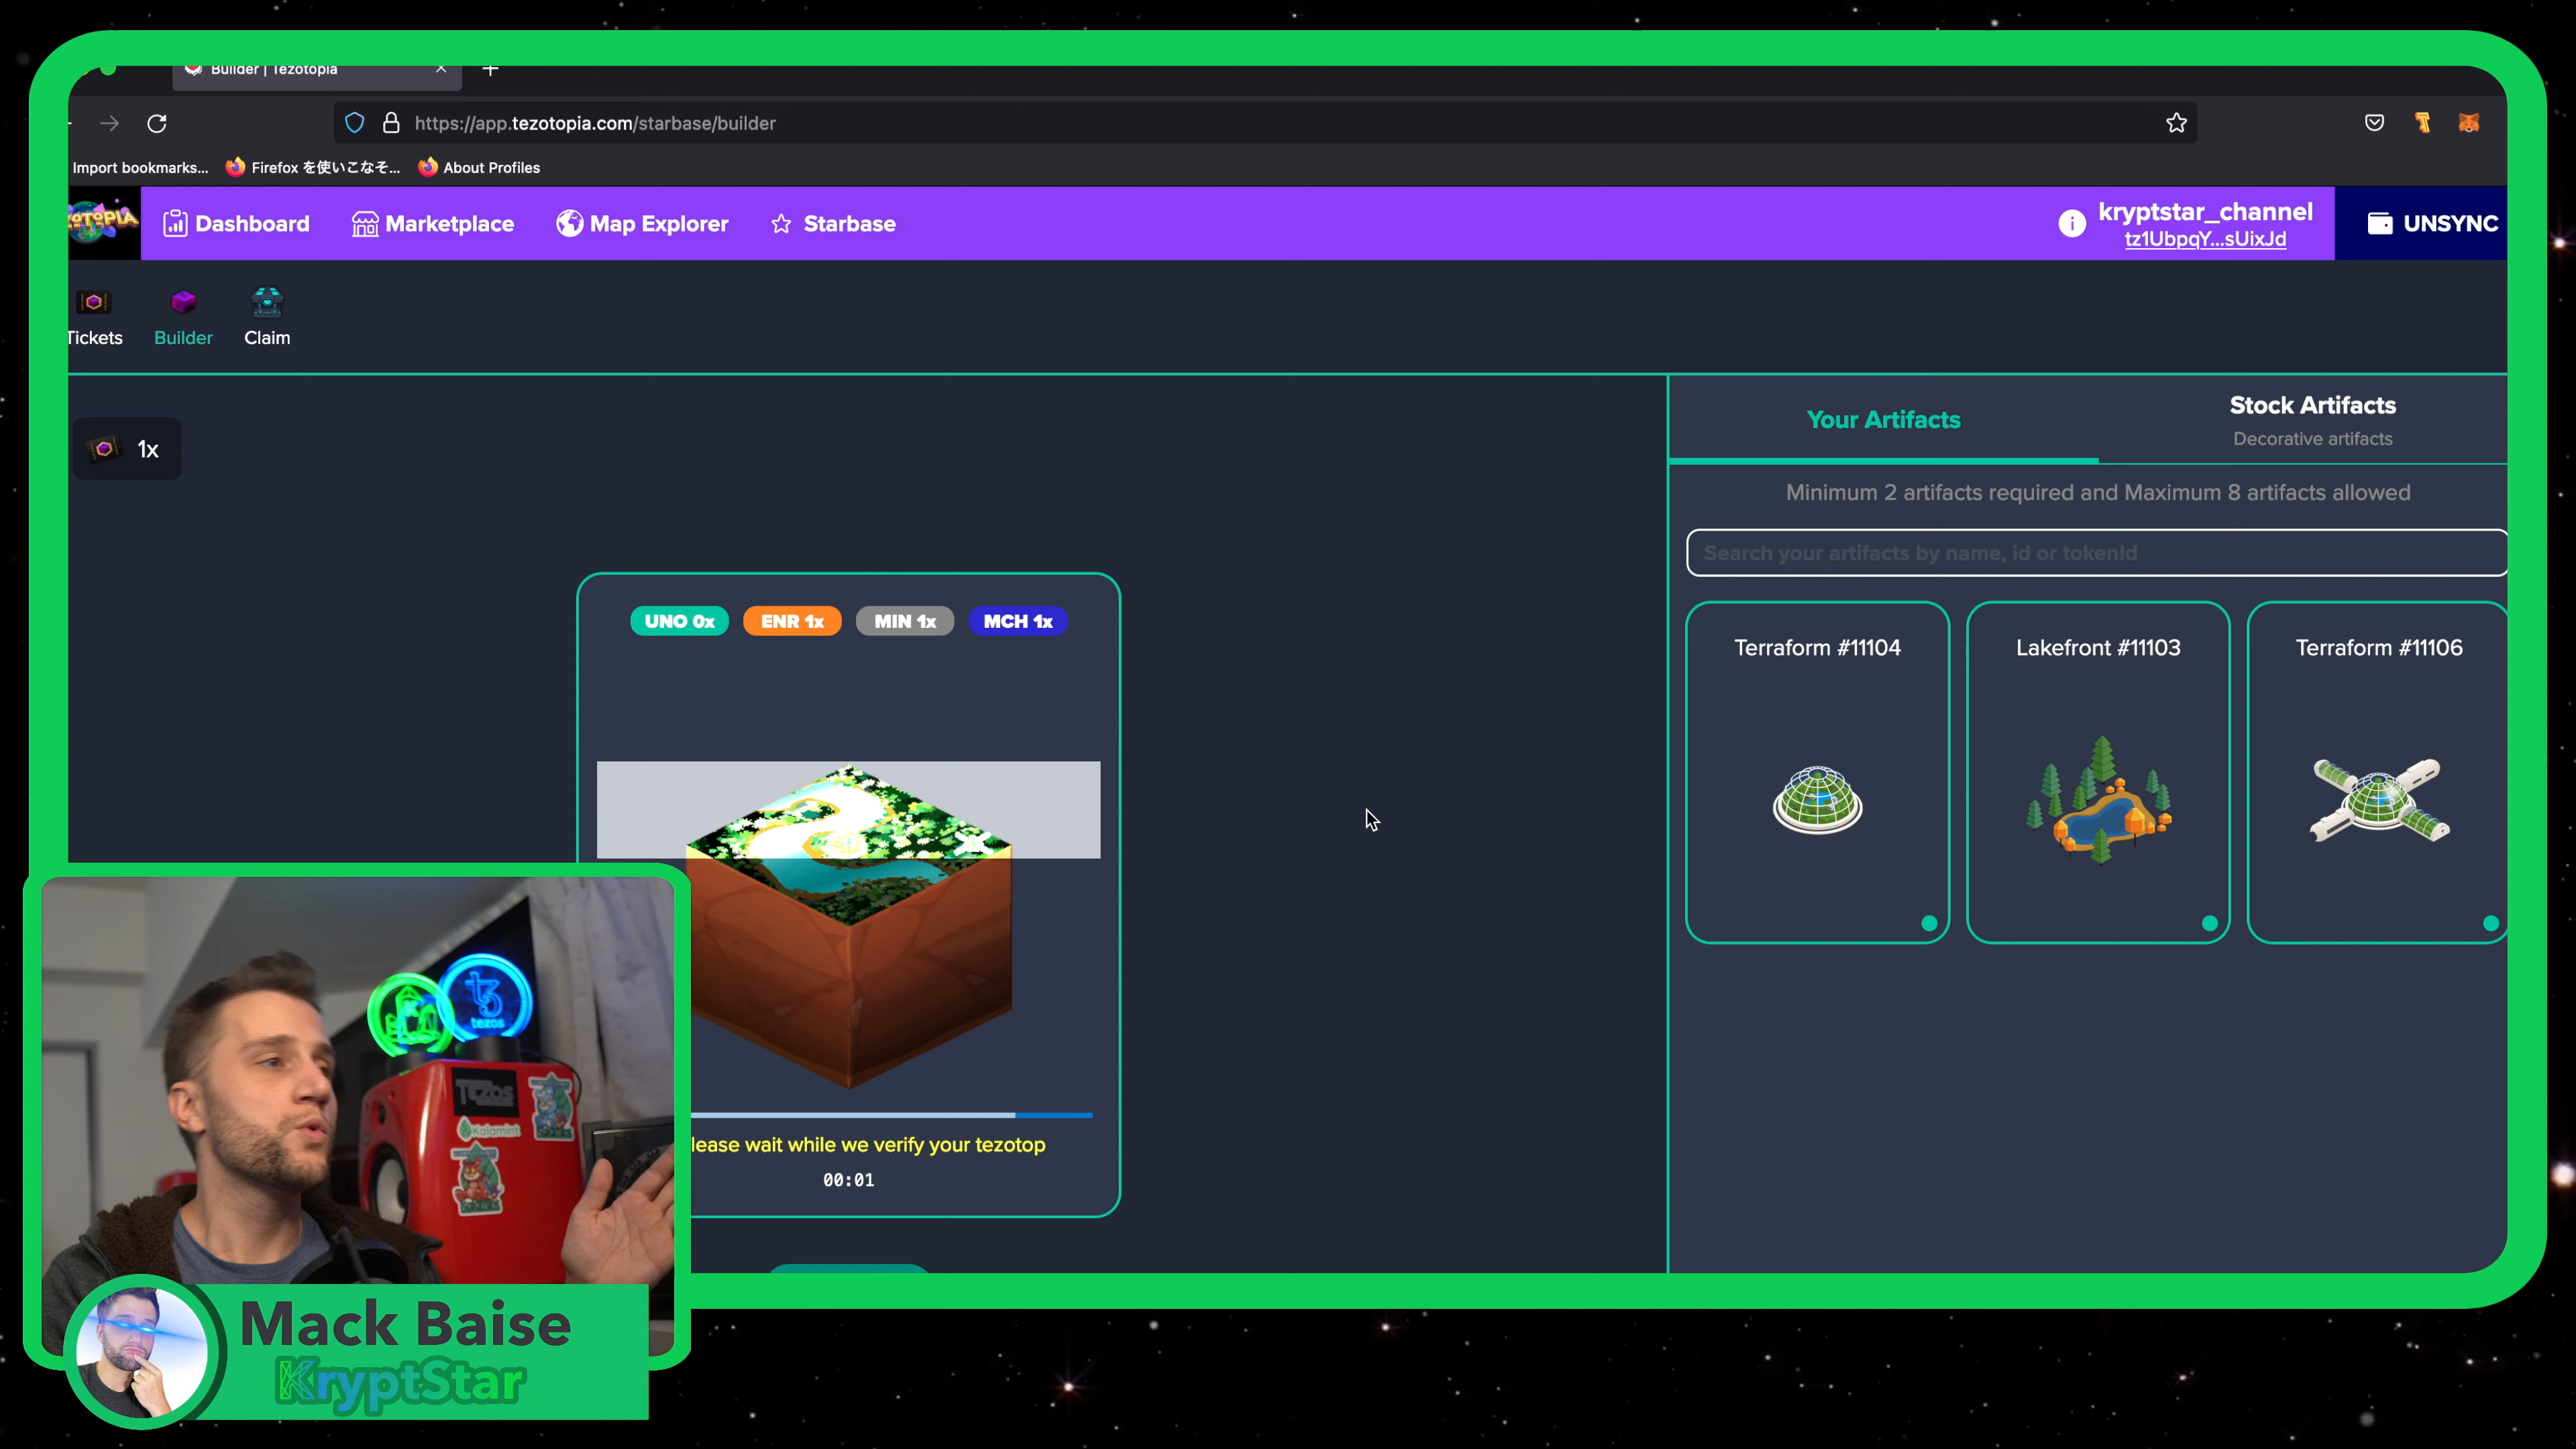 Builder | Tezotopia
https://app.tezotopia.com/starbase/builder
Import bookmarks...
Firefox を使いこなそ...
About Profiles
Dashboard
Marketplace
Map Explorer
Starbase
kryptstar_channel
tz1UbpqY...sUixJd
UNSYNC
Tickets
Builder
Claim
1x
Your Artifacts
Stock Artifacts
Decorative artifacts
Minimum 2 artifacts required and Maximum 8 artifacts allowed
Search your artifacts by name, id or tokenId
UNO 0x
ENR 1x
MIN 1x
MCH 1x
Terraform #11104
Lakefront #11103
Terraform #11106
lease wait while we verify your tezotop
00:01
tezos
Tezos
Kalamint
Mack Baise
KryptStar